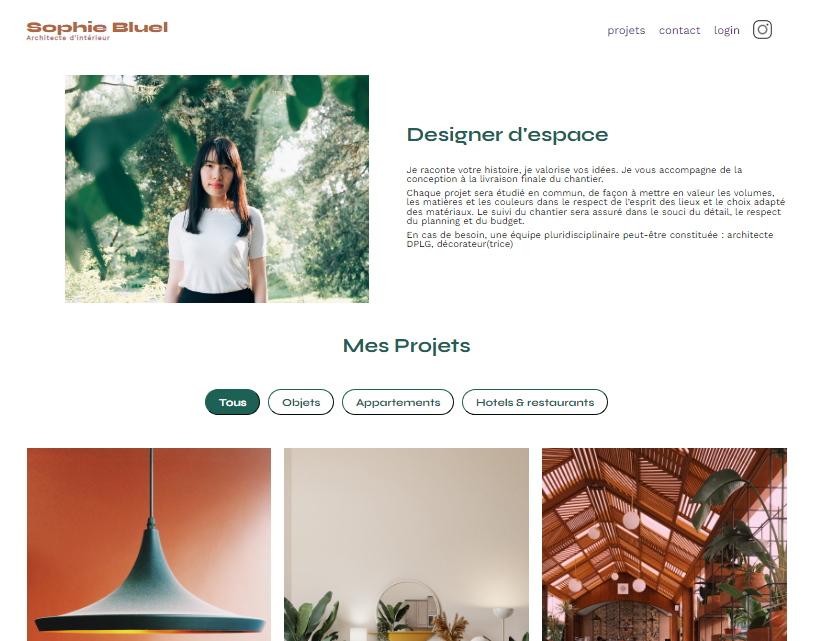 Sophie Bluel
Architecte d'intérieur
projets contact login
Designer d'espace
Je raconte votre histoire, je valorise vos idées. Je vous accompagne de la
conception à la livraison finale du chantier.
Chaque projet sera étudié en commun, de façon à mettre en valeur les volumes,
les matières et les couleurs dans le respect de l'esprit des lieux et le choix adapté
des matériaux. Le suivi du chantier sera assuré dans le souci du détail, le respect
du planning et du budget.
En cas de besoin, une équipe pluridisciplinaire peut-être constituée : architecte
DPLG, décorateur(trice)
Mes Projets
Tous Objets Appartements Hotels & restaurants